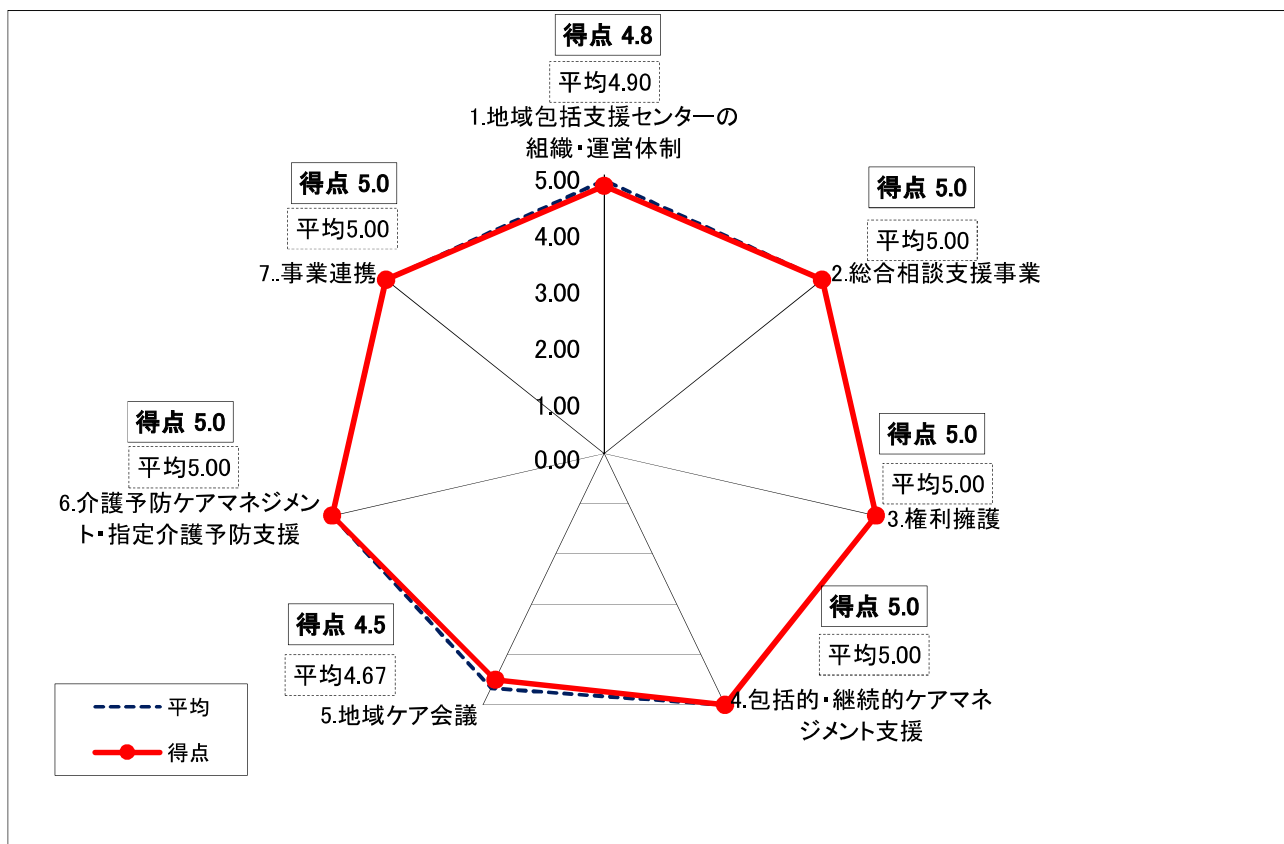 得点 4.8
平均4.90
1.地域包括支援センターの
組織・運営体制
得点 5.0
平均5.00
2.総合相談支援事業
得点 5.0
平均5.00
3.権利擁護
得点 5.0
平均5.00
4.包括的・継続的ケアマネ
ジメント支援
得点 4.5
平均4.67
5.地域ケア会議
得点 5.0
平均5.00
6.介護予防ケアマネジメン
ト・指定介護予防支援
得点 5.0
平均5.00
7..事業連携
5.00
4.00
3.00
2.00
1.00
0.00
平均
得点